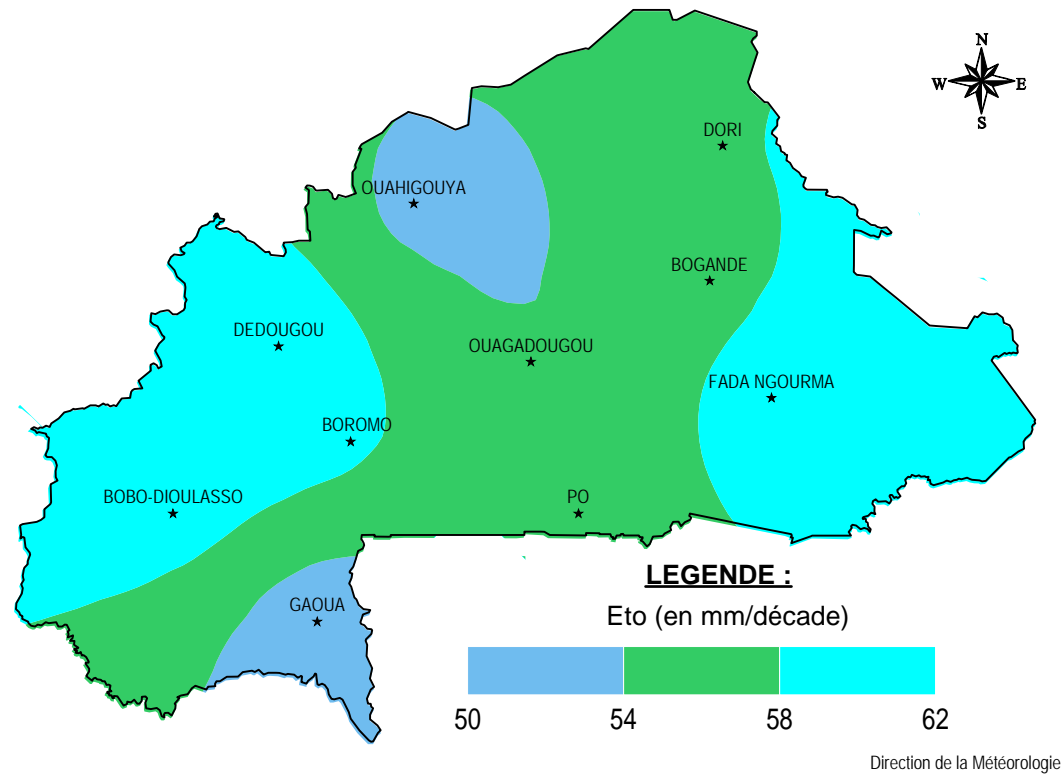 N
W E
S
DORI
OUAHIGOUYA
BOGANDE
DEDOUGOU
OUAGADOUGOU
FADA NGOURMA
BOROMO
BOBO-DIOULASSO
PO
GAOUA
LEGENDE :
Eto (en mm/décade)
50 54 58 62
Direction de la Météorologie